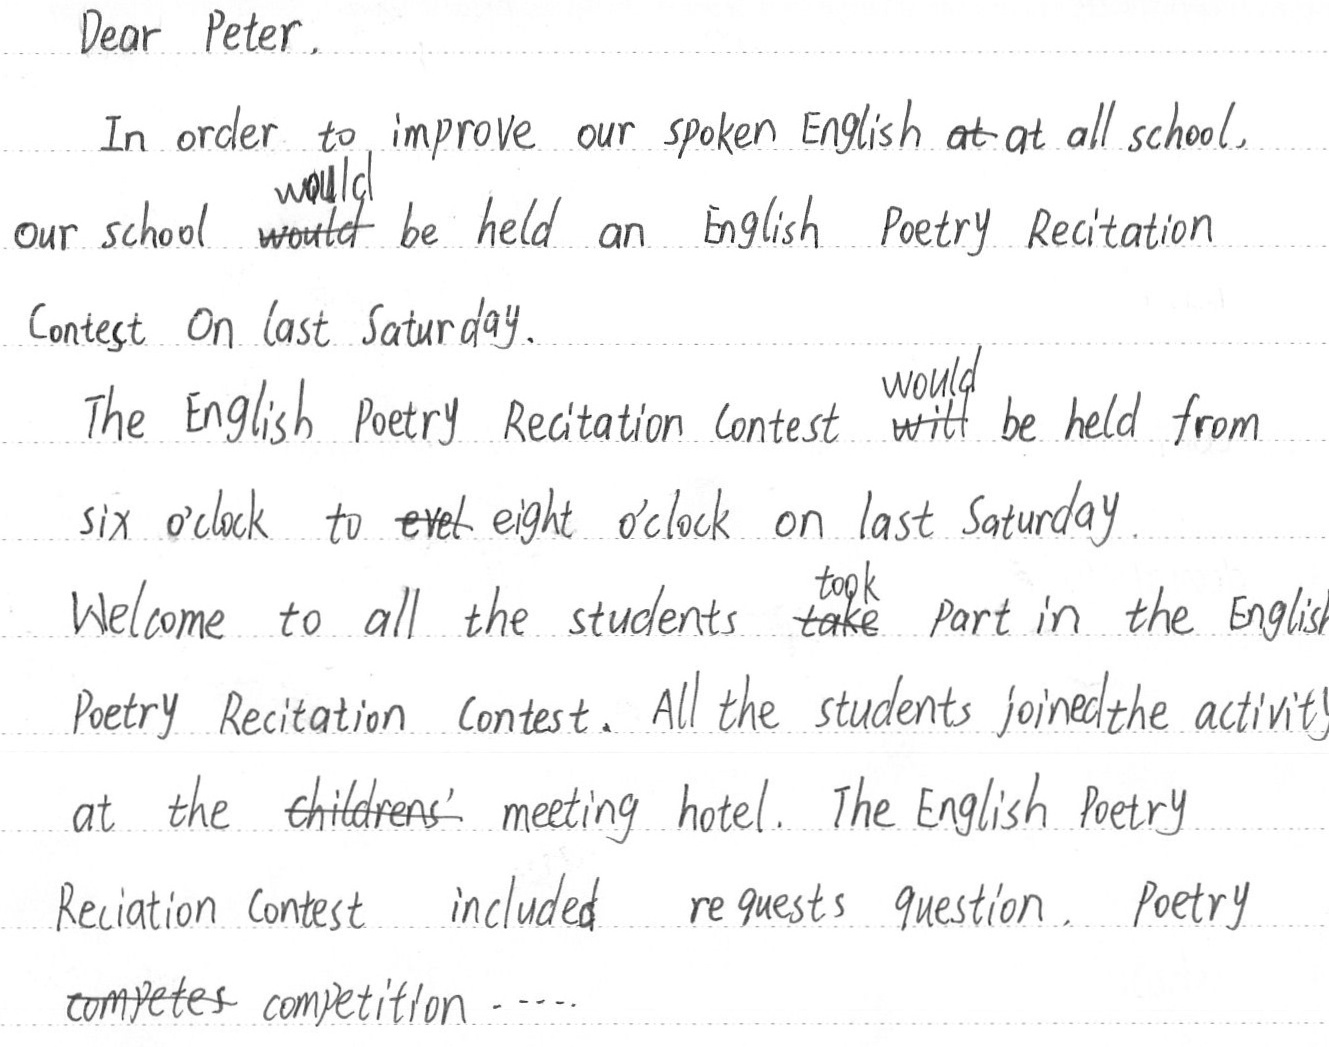 Dear Peter,
In order to improve our spoken English at at all school,
our school would would be held an English Poetry Recitation
Contest On last Saturday.
The English Poetry Recitation Contest will would be held from
six o'clock to evet eight o'clock on last Saturday.
Welcome to all the students take took part in the English
Poetry Recitation Contest. All the students joined the activity
at the childrens' meeting hotel. The English Poetry
Reciation Contest included requests question, Poetry
competes competition -----.